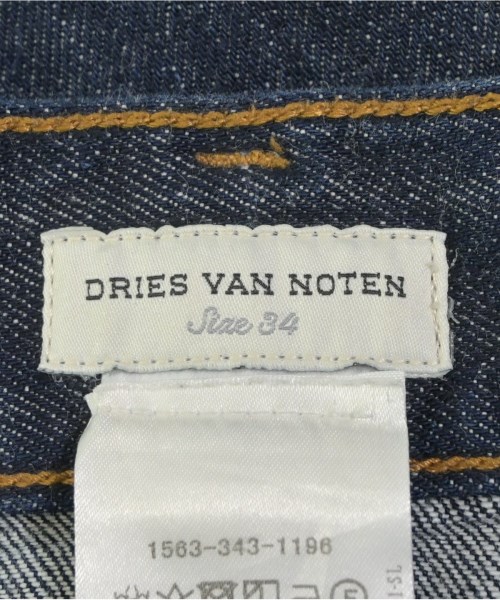 DRIES VAN NOTEN
Size 34
1563-343-1196